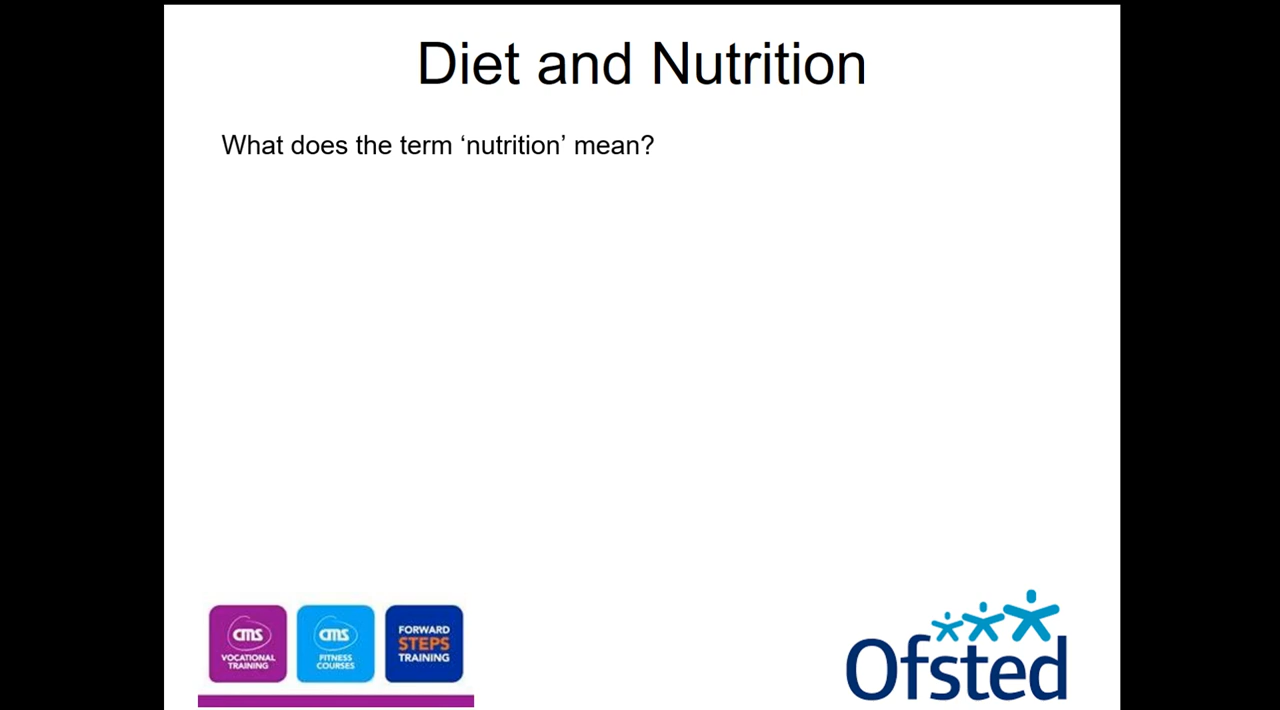 Diet and Nutrition
What does the term ‘nutrition’ mean?
cms
VOCATIONAL
TRAINING
cms
FITNESS
COURSES
FORWARD
STEPS
TRAINING
Ofsted